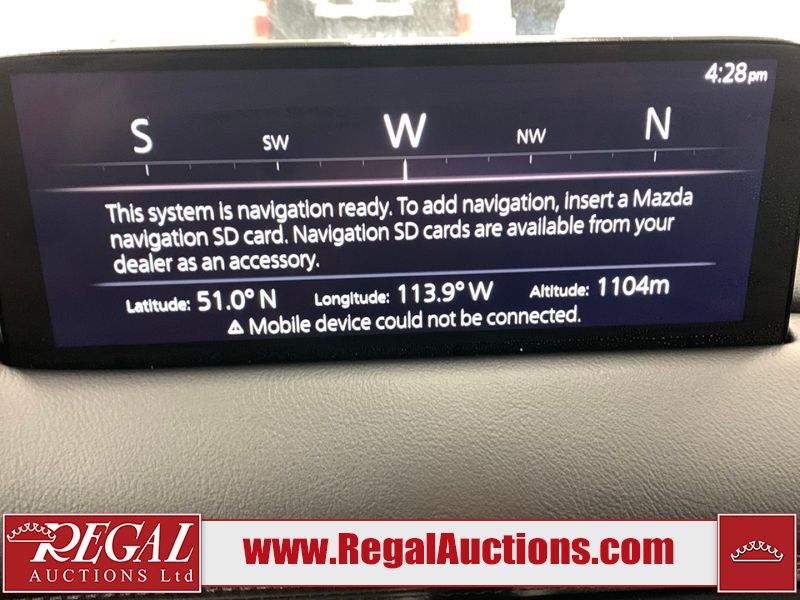 4:28pm
S SW W NW N
This system is navigation ready. To add navigation, insert a Mazda
navigation SD card. Navigation SD cards are available from your
dealer as an accessory.
Latitude: 51.0° N Longitude: 113.9° W Altitude: 1104m
Mobile device could not be connected.
REGAL
AUCTIONS Ltd
www.RegalAuctions.com